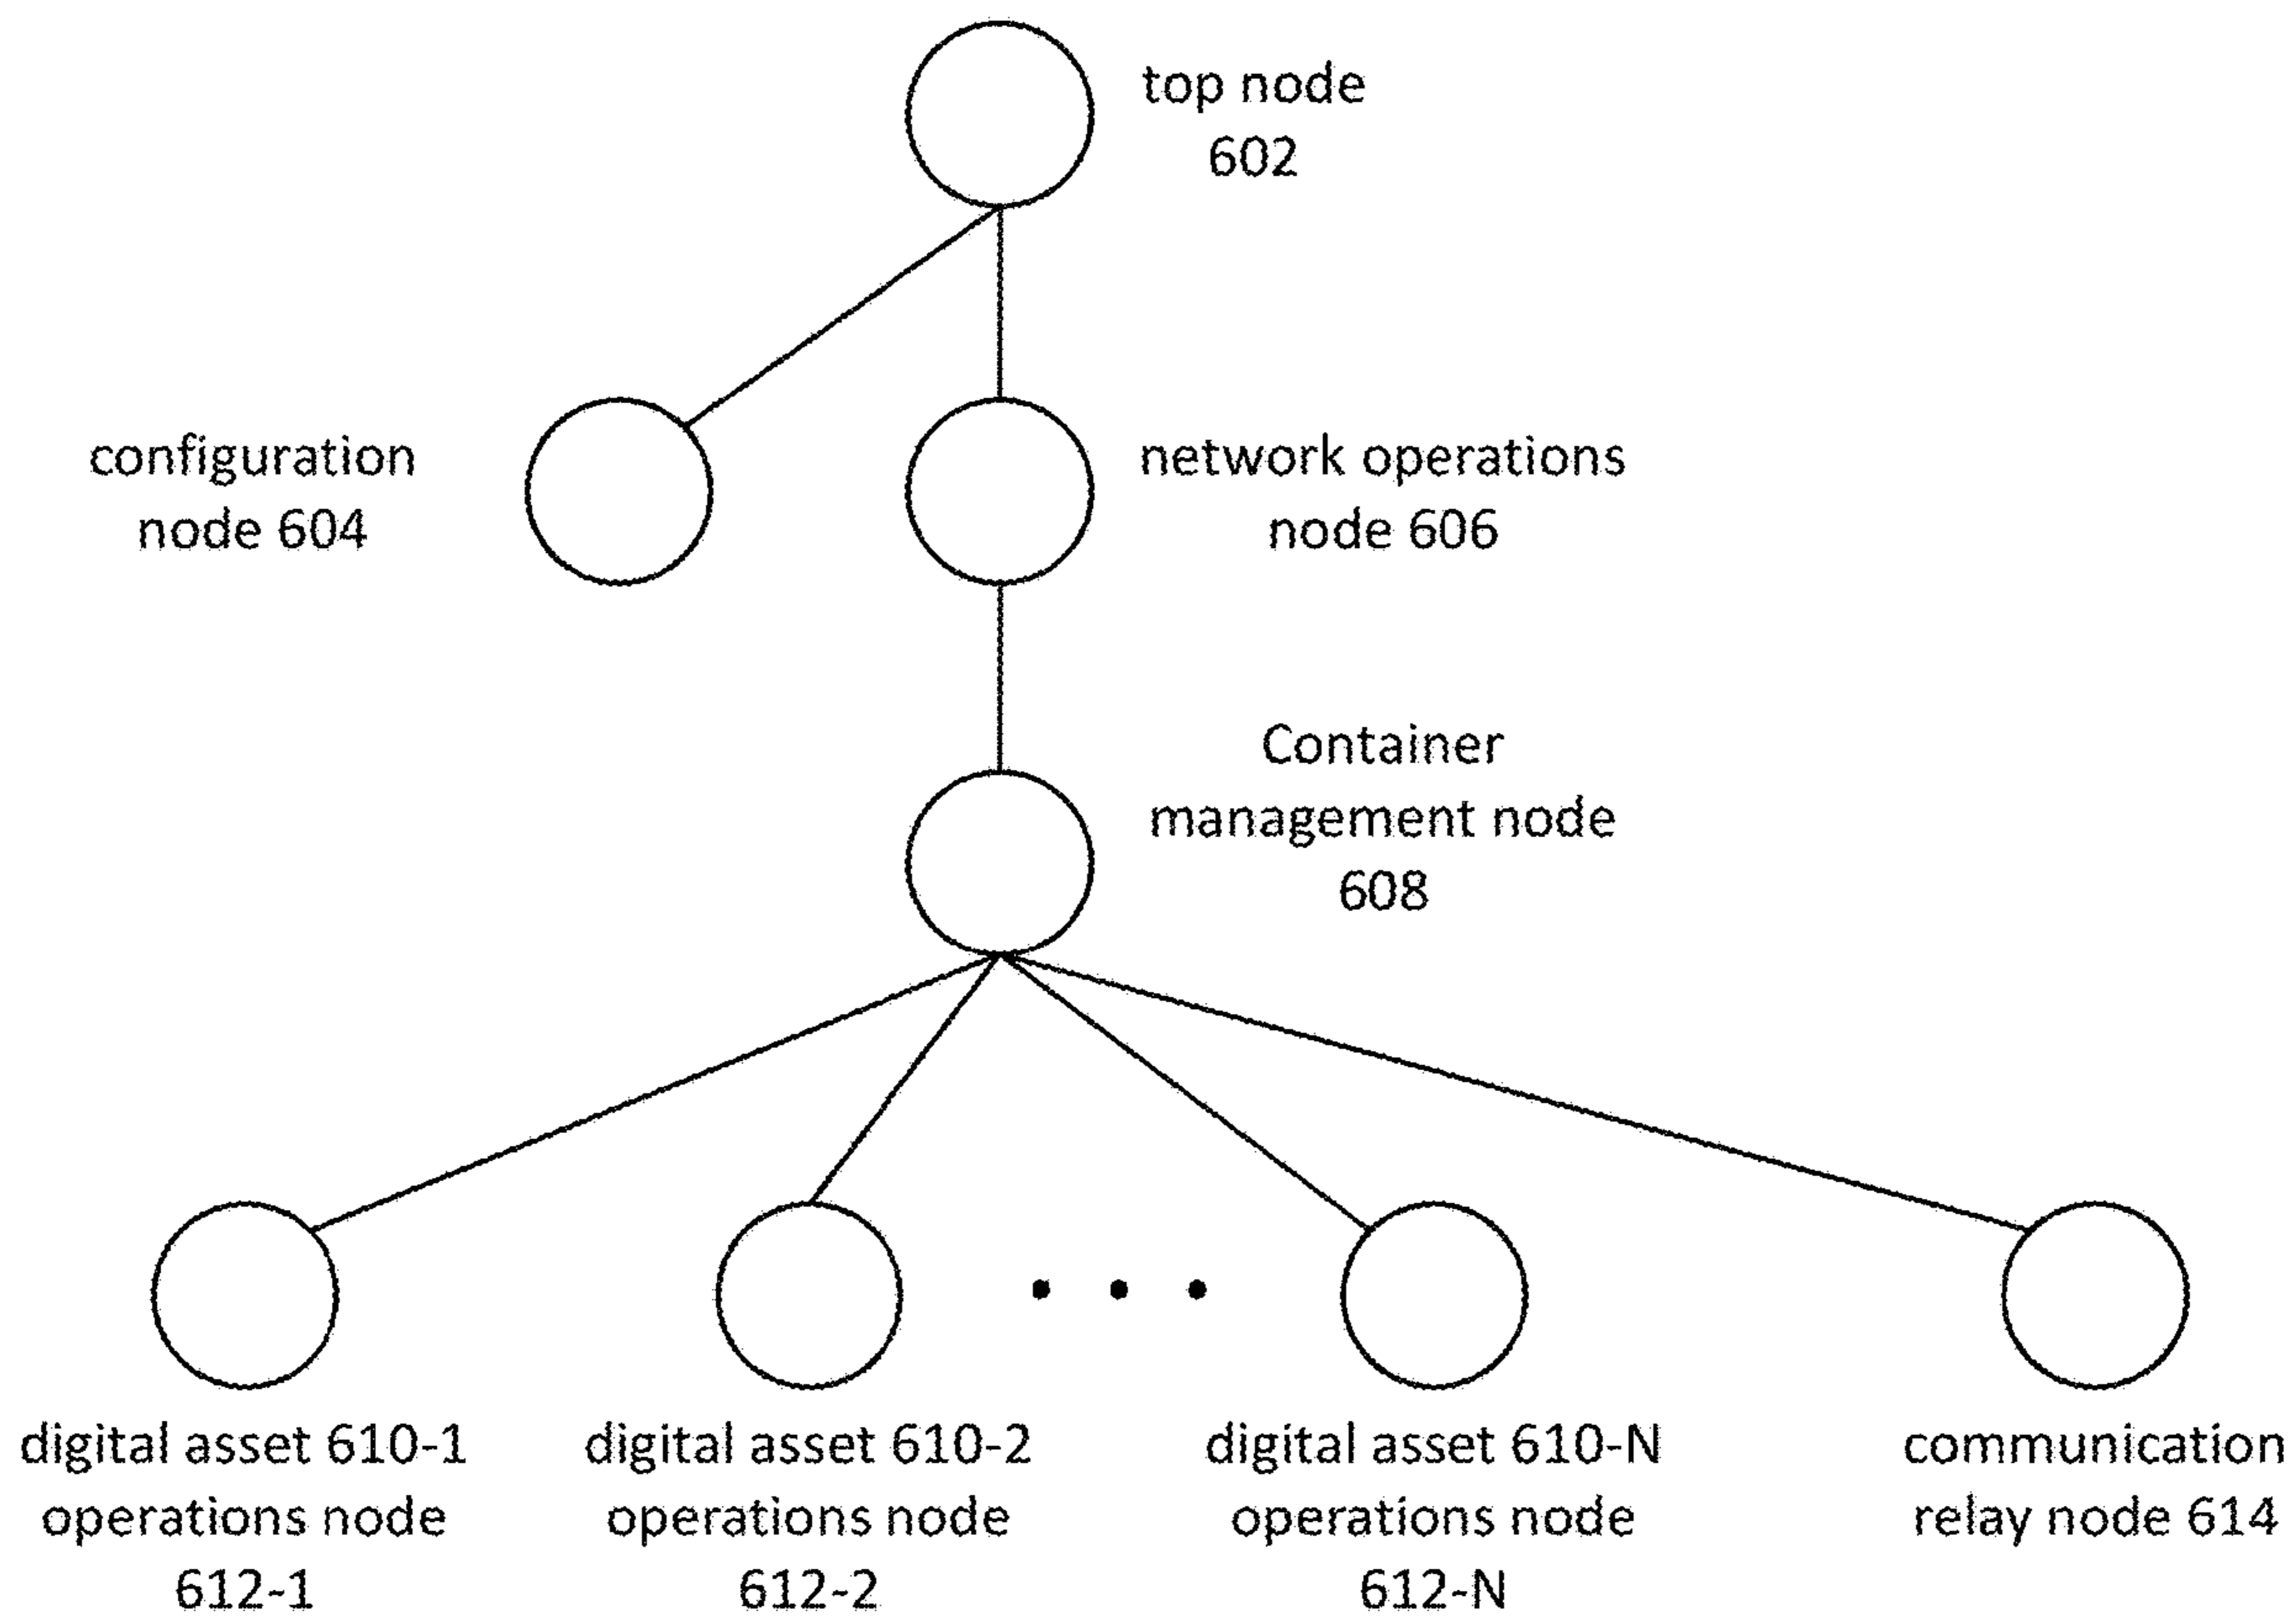 top node
602
configuration
node 604
network operations
node 606
Container
management node
608
digital asset 610-1
operations node
612-1
digital asset 610-2
operations node
612-2
digital asset 610-N
operations node
612-N
communication
relay node 614